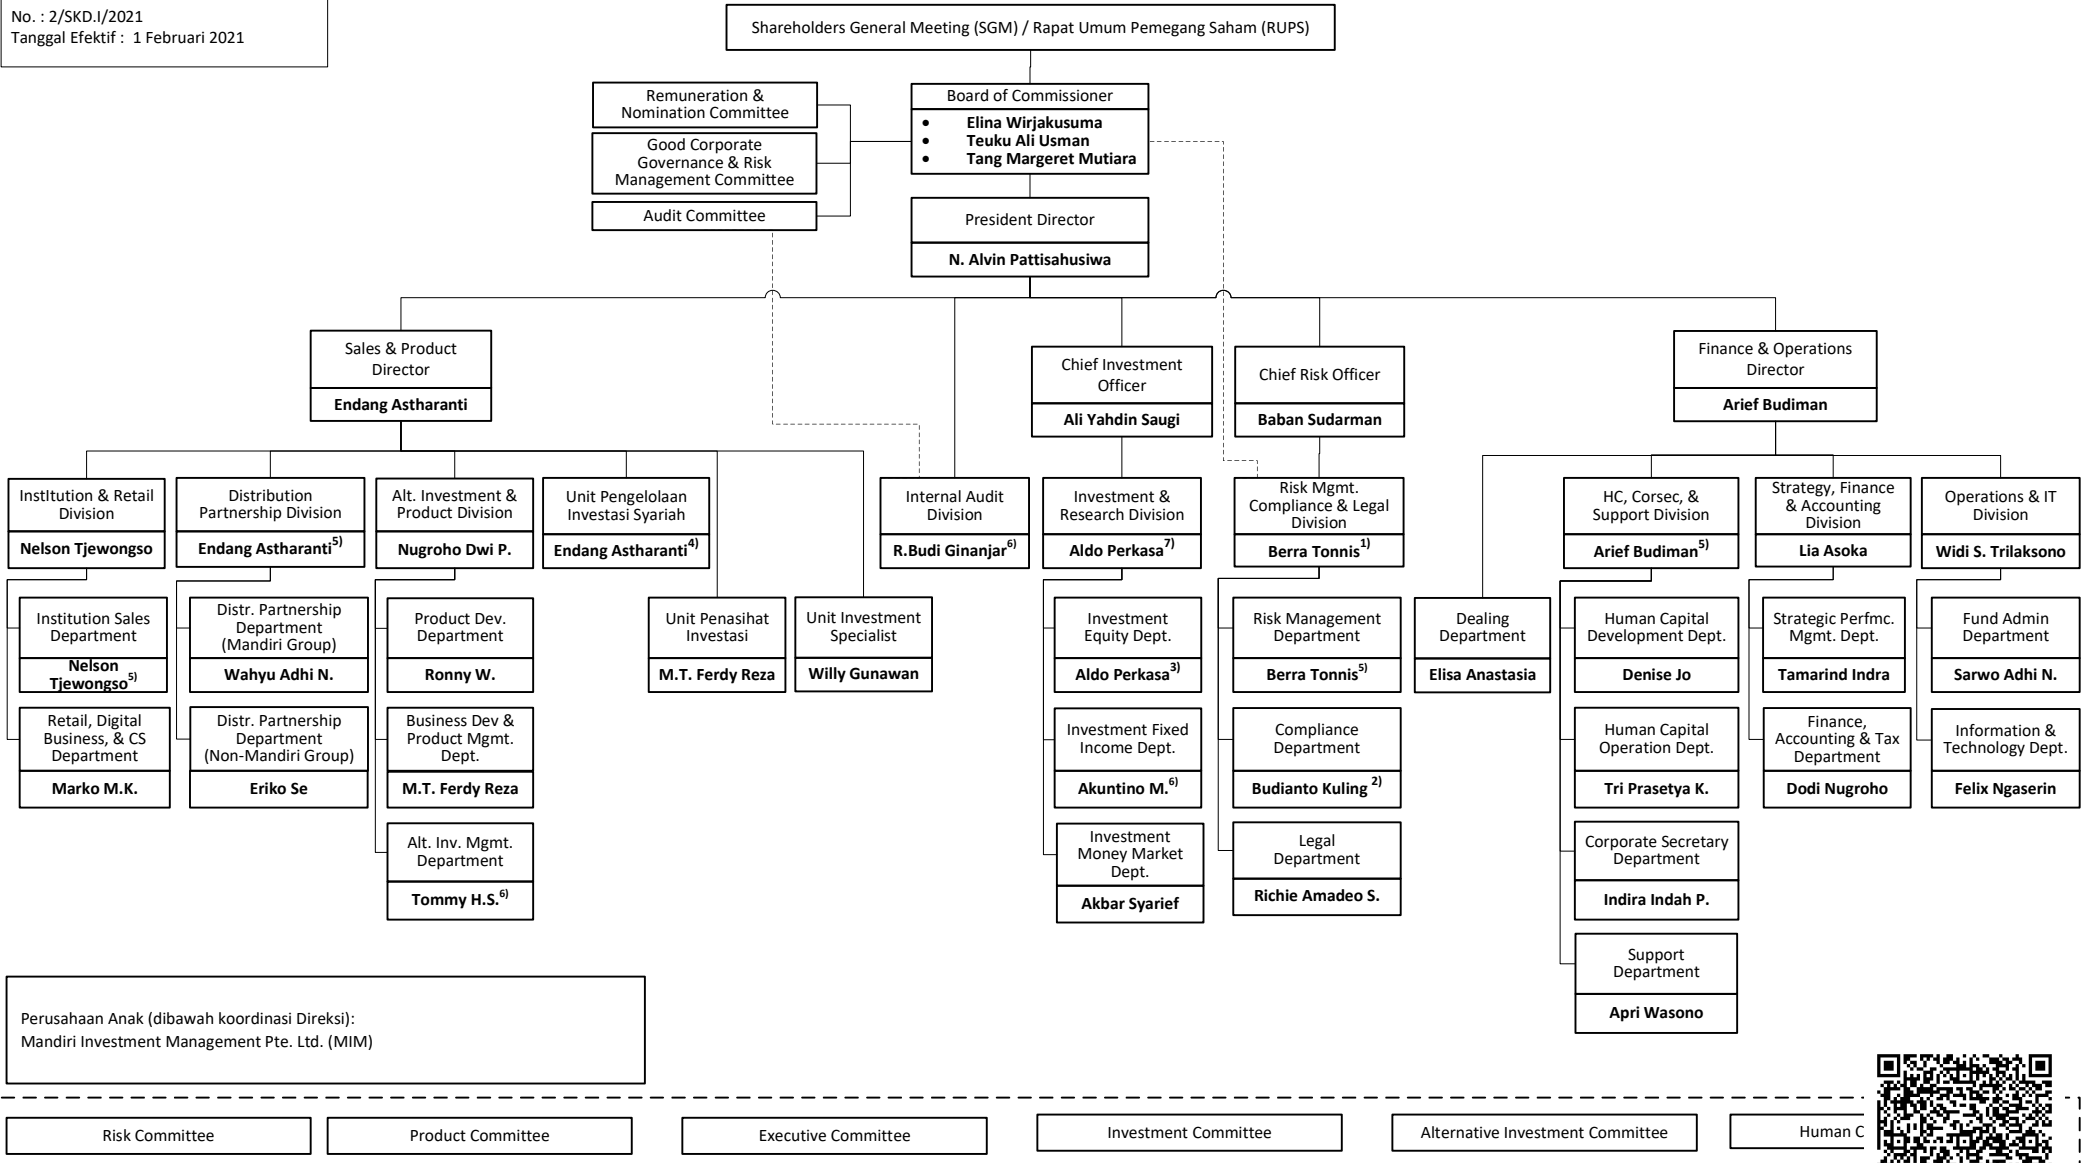 No. : 2/SKD.I/2021
Tanggal Efektif : 1 Februari 2021
Shareholders General Meeting (SGM) / Rapat Umum Pemegang Saham (RUPS)
Remuneration &
Nomination Committee
Good Corporate
Governance & Risk
Management Committee
Audit Committee
Board of Commissioner
• Elina Wirjakusuma
• Teuku Ali Usman
• Tang Margeret Mutiara
President Director
N. Alvin Pattisahusiwa
Sales & Product
Director
Endang Astharanti
Chief Investment
Officer
Ali Yahdin Saugi
Chief Risk Officer
Baban Sudarman
Finance & Operations
Director
Arief Budiman
InstItution & Retail
Division
Nelson Tjewongso
Distribution
Partnership Division
Endang Astharanti5)
Alt. Investment &
Product Division
Nugroho Dwi P.
Unit Pengelolaan
Investasi Syariah
Endang Astharanti4)
Internal Audit
Division
R.Budi Ginanjar6)
Investment &
Research Division
Aldo Perkasa7)
Risk Mgmt.
Compliance & Legal
Division
Berra Tonnis1)
HC, Corsec, &
Support Division
Arief Budiman5)
Strategy, Finance
& Accounting
Division
Lia Asoka
Operations & IT
Division
Widi S. Trilaksono
Institution Sales
Department
Nelson
Tjewongso5)
Distr. Partnership
Department
(Mandiri Group)
Wahyu Adhi N.
Product Dev.
Department
Ronny W.
Unit Penasihat
Investasi
M.T. Ferdy Reza
Unit Investment
Specialist
Willy Gunawan
Investment
Equity Dept.
Aldo Perkasa3)
Risk Management
Department
Berra Tonnis5)
Dealing
Department
Elisa Anastasia
Human Capital
Development Dept.
Denise Jo
Strategic Perfmc.
Mgmt. Dept.
Tamarind Indra
Fund Admin
Department
Sarwo Adhi N.
Retail, Digital
Business, & CS
Department
Marko M.K.
Distr. Partnership
Department
(Non-Mandiri Group)
Eriko Se
Business Dev &
Product Mgmt.
Dept.
M.T. Ferdy Reza
Investment Fixed
Income Dept.
Akuntino M.6)
Compliance
Department
Budianto Kuling 2)
Human Capital
Operation Dept.
Tri Prasetya K.
Finance,
Accounting & Tax
Department
Dodi Nugroho
Information &
Technology Dept.
Felix Ngaserin
Alt. Inv. Mgmt.
Department
Tommy H.S.6)
Investment
Money Market
Dept.
Akbar Syarief
Legal
Department
Richie Amadeo S.
Corporate Secretary
Department
Indira Indah P.
Support
Department
Apri Wasono
Perusahaan Anak (dibawah koordinasi Direksi):
Mandiri Investment Management Pte. Ltd. (MIM)
Risk Committee
Product Committee
Executive Committee
Investment Committee
Alternative Investment Committee
Human C